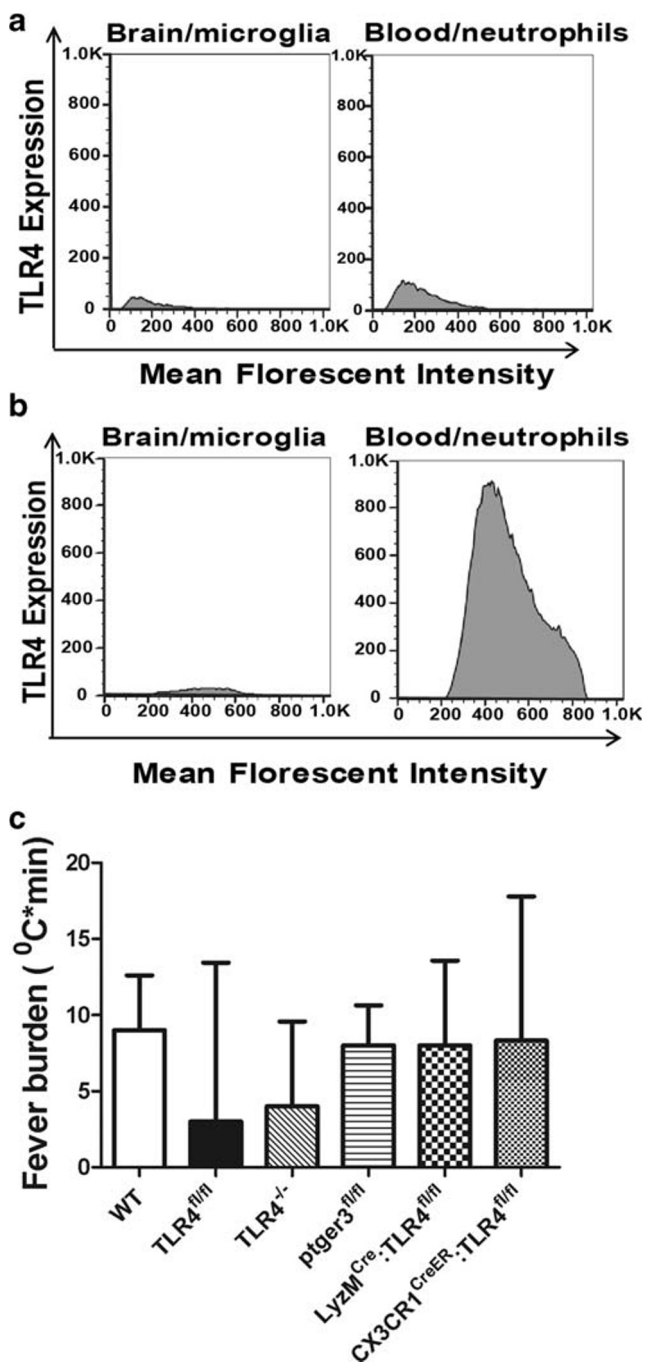 a
Brain/microglia Blood/neutrophils
TLR4 Expression
1.0K 1.0K
800 800
600 600
400 400
200 200
0 0
0 200 400 600 800 1.0K 0 200 400 600 800 1.0K
Mean Florescent Intensity
b
Brain/microglia Blood/neutrophils
TLR4 Expression
1.0K 1.0K
800 800
600 600
400 400
200 200
0 0
0 200 400 600 800 1.0K 0 200 400 600 800 1.0K
Mean Florescent Intensity
c
Fever burden ( ⁰C*min)
20
15
10
5
0
WT
TLR4fl/fl
TLR4-/-
ptger3fl/fl
LyzMCre:TLR4fl/fl
CX3CR1CreER:TLR4fl/fl